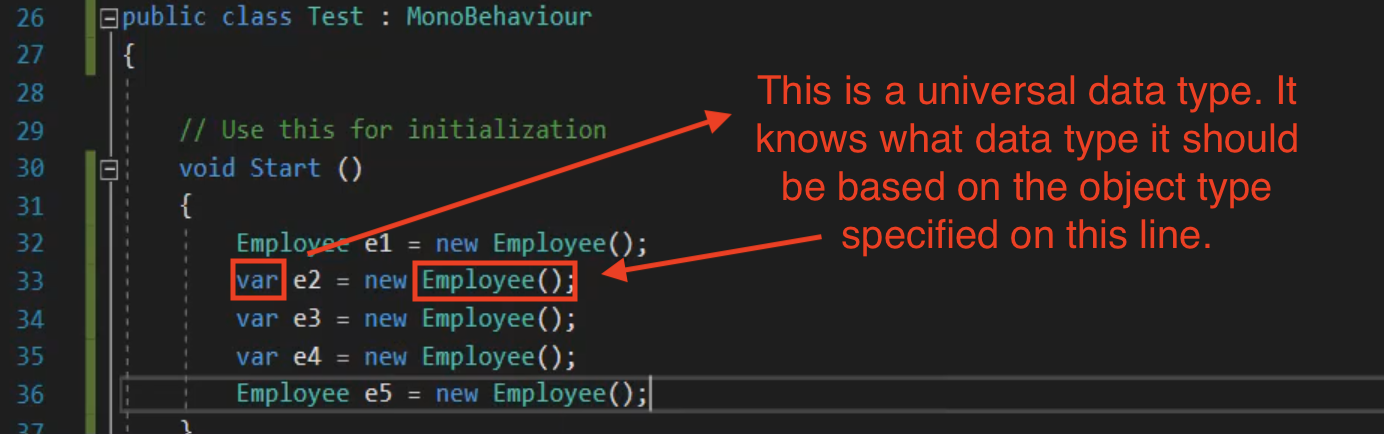 26 public class Test : MonoBehaviour
27 {
28
29 // Use this for initialization
30 void Start ()
31 {
32 Employee e1 = new Employee();
33 var e2 = new Employee();
34 var e3 = new Employee();
35 var e4 = new Employee();
36 Employee e5 = new Employee();
37 }
This is a universal data type. It
knows what data type it should
be based on the object type
specified on this line.